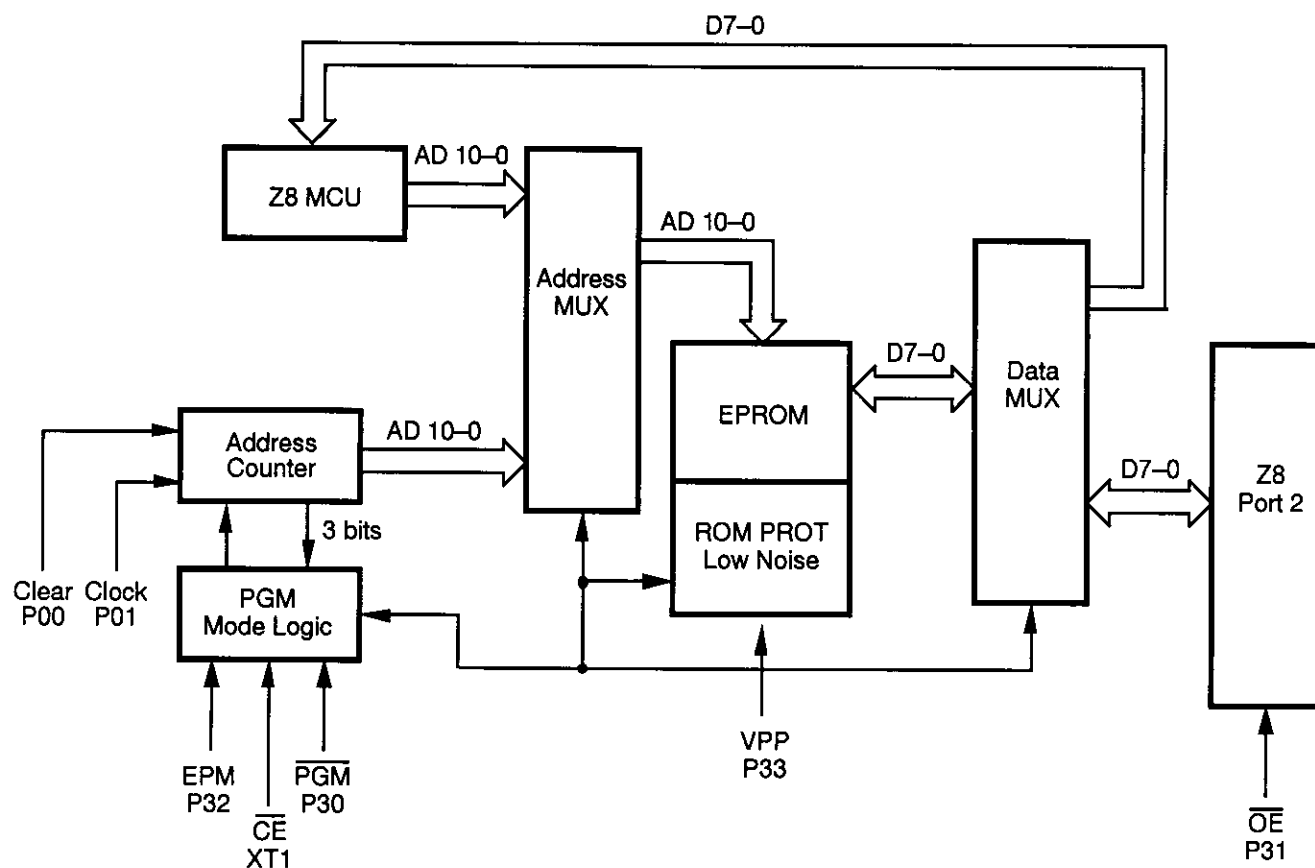 D7–0
Z8 MCU
AD 10–0
Address
MUX
AD 10–0
EPROM
D7–0
Data
MUX
Address
Counter
AD 10–0
D7–0
Z8
Port 2
3 bits
ROM PROT
Low Noise
Clear
P00
Clock
P01
PGM
Mode Logic
EPM
P32
CE
XT1
PGM
P30
VPP
P33
OE
P31